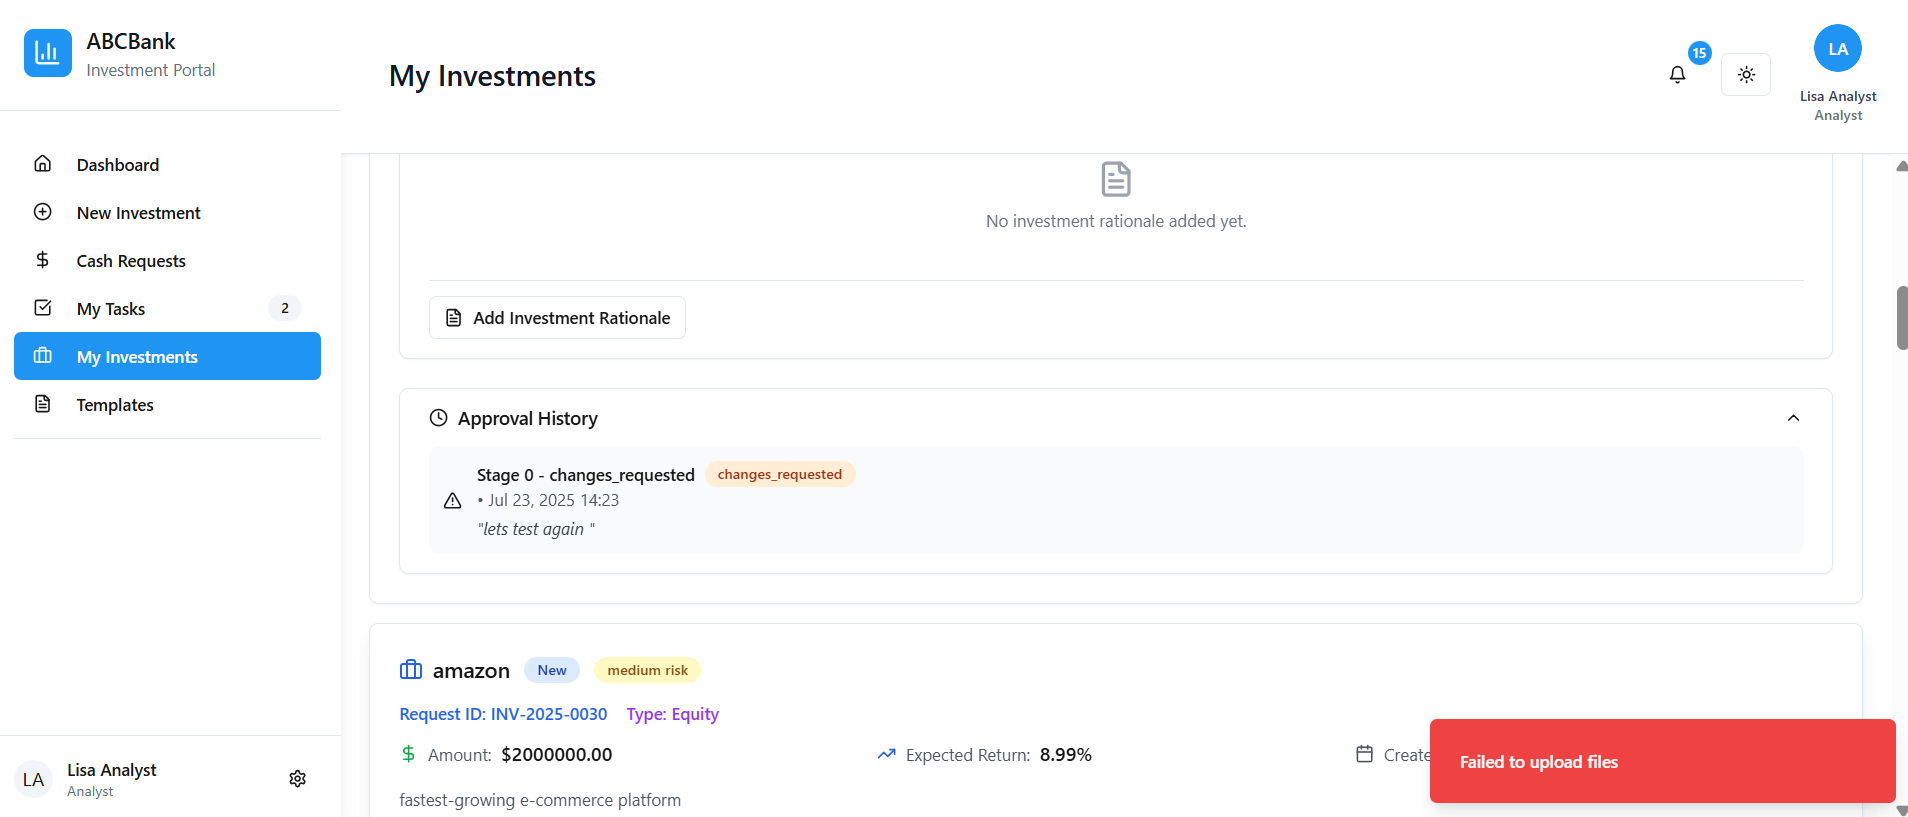 ABCBank
Investment Portal
My Investments
15
LA
Lisa Analyst
Analyst
Dashboard
New Investment
Cash Requests
My Tasks
2
My Investments
Templates
No investment rationale added yet.
Add Investment Rationale
Approval History
Stage 0 - changes_requested changes_requested
• Jul 23, 2025 14:23
"lets test again "
amazon New medium risk
Request ID: INV-2025-0030 Type: Equity
$ Amount: $2000000.00 Expected Return: 8.99% Create
fastest-growing e-commerce platform
Failed to upload files
LA
Lisa Analyst
Analyst